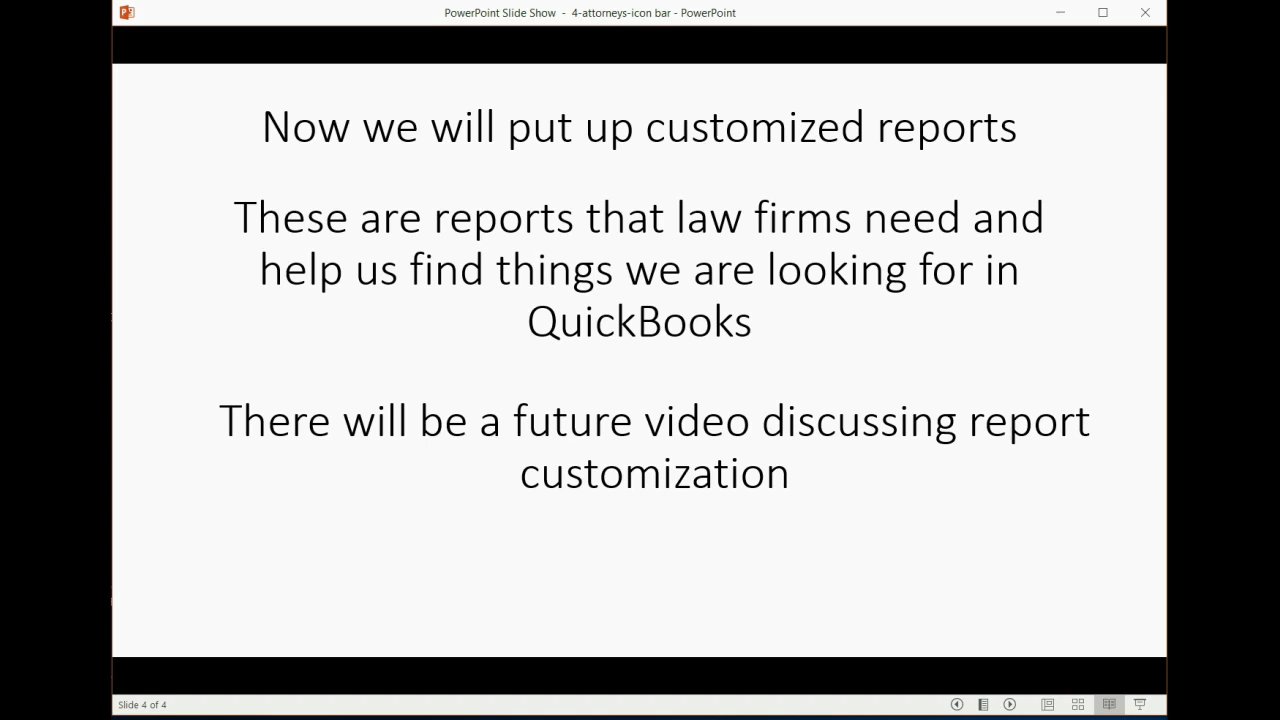 PowerPoint Slide Show - 4-attorneys-icon bar - PowerPoint
Now we will put up customized reports
These are reports that law firms need and
help us find things we are looking for in
QuickBooks
There will be a future video discussing report
customization
Slide 4 of 4